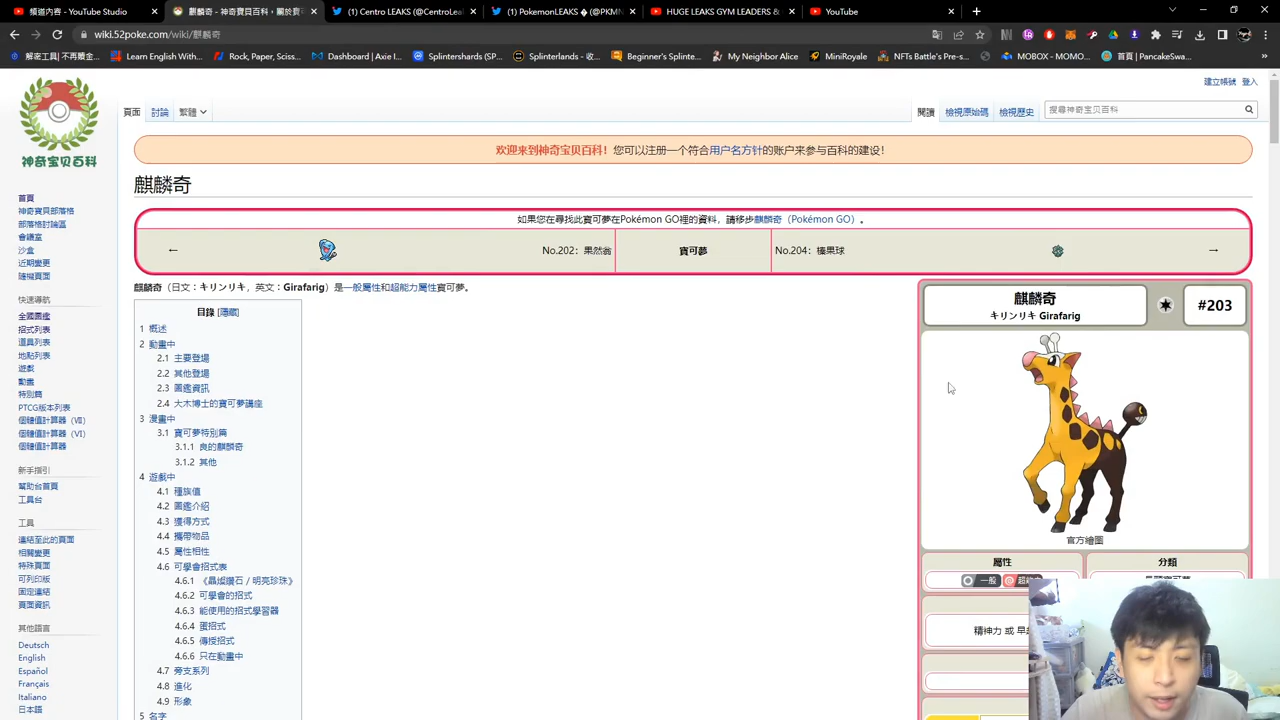 頻道內容 - YouTube Studio
麒麟奇 - 神奇寶貝百科，關於寶可
(1) Centro LEAKS (@CentroLea
(1) PokemonLEAKS � (@PKMN
HUGE LEAKS GYM LEADERS &
YouTube
wiki.52poke.com/wiki/麒麟奇
Learn English With...
Rock, Paper, Sciss...
Dashboard | Axie I...
Splintershards (SP...
Splinterlands - 收...
Beginner's Splinte...
My Neighbor Alice
MiniRoyale
NFTs Battle's Pre-s...
MOBOX - MOMO...
首頁 | PancakeSwa...
建立帳號 登入
頁面 討論 繁體
閱讀 檢視原始碼 檢視歷史 搜尋神奇宝贝百科
神奇宝贝百科
欢迎来到神奇宝贝百科！您可以注册一个符合用户名方针的账户来参与百科的建设！
麒麟奇
如果您在尋找此寶可夢在Pokémon GO裡的資料，請移步麒麟奇（Pokémon GO）。
← No.202：果然翁 寶可夢 No.204：榛果球 →
麒麟奇（日文：キリンリキ，英文：Girafarig）是一般屬性和超能力屬性寶可夢。
首頁
神奇寶貝部落格
部落格討論區
會議室
沙盒
近期變更
隨機頁面
快速導航
全國圖鑑
招式列表
道具列表
地點列表
遊戲
動畫
特別篇
PTCG版本列表
個體值計算器（Ⅶ）
個體值計算器（Ⅵ）
個體值計算器
新手指引
幫助台首頁
工具台
工具
連結至此的頁面
相關變更
特殊頁面
可列印版
固定連結
頁面資訊
其他語言
Deutsch
English
Español
Français
Italiano
日本語
目錄 [隱藏]
1 概述
2 動畫中
2.1 主要登場
2.2 其他登場
2.3 圖鑑資訊
2.4 大木博士的寶可夢講座
3 漫畫中
3.1 寶可夢特別篇
3.1.1 良的麒麟奇
3.1.2 其他
4 遊戲中
4.1 種族值
4.2 圖鑑介紹
4.3 獲得方式
4.4 攜帶物品
4.5 屬性相性
4.6 可學會招式表
4.6.1 《晶燦鑽石／明亮珍珠》
4.6.2 可學會的招式
4.6.3 能使用的招式學習器
4.6.4 蛋招式
4.6.5 傳授招式
4.6.6 只在動畫中
4.7 旁支系列
4.8 進化
4.9 形象
5 名字
麒麟奇
キリンリキ Girafarig
#203
官方繪圖
屬性 分類
一般
精神力 或 早